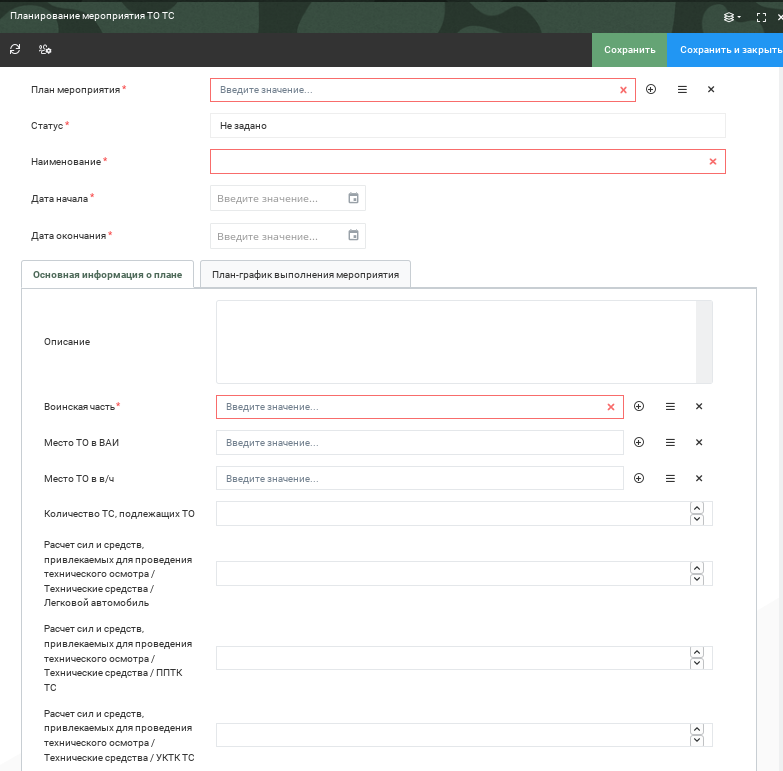 Планирование мероприятия ТО ТС
Сохранить
Сохранить и закрыть
План мероприятия *
Введите значение...
Статус *
Не задано
Наименование *
Дата начала *
Введите значение...
Дата окончания *
Введите значение...
Основная информация о плане
План-график выполнения мероприятия
Описание
Воинская часть*
Введите значение...
Место ТО в ВАИ
Введите значение...
Место ТО в в/ч
Введите значение...
Количество ТС, подлежащих ТО
Расчет сил и средств,
привлекаемых для проведения
технического осмотра /
Технические средства /
Легковой автомобиль
Расчет сил и средств,
привлекаемых для проведения
технического осмотра /
Технические средства / ППТК
ТС
Расчет сил и средств,
привлекаемых для проведения
технического осмотра /
Технические средства / УКТК ТС